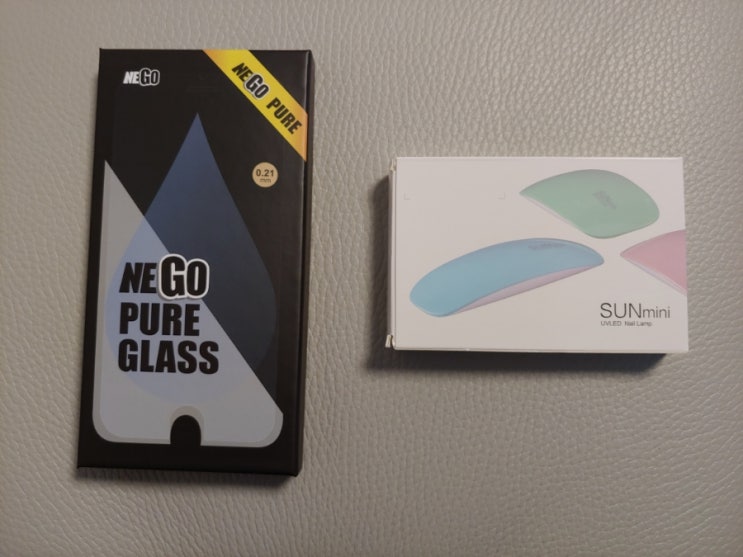 NEGO
NEGO PURE
0.21
mm
NEGO
PURE
GLASS
SUNmini
UVLED Nail Lamp